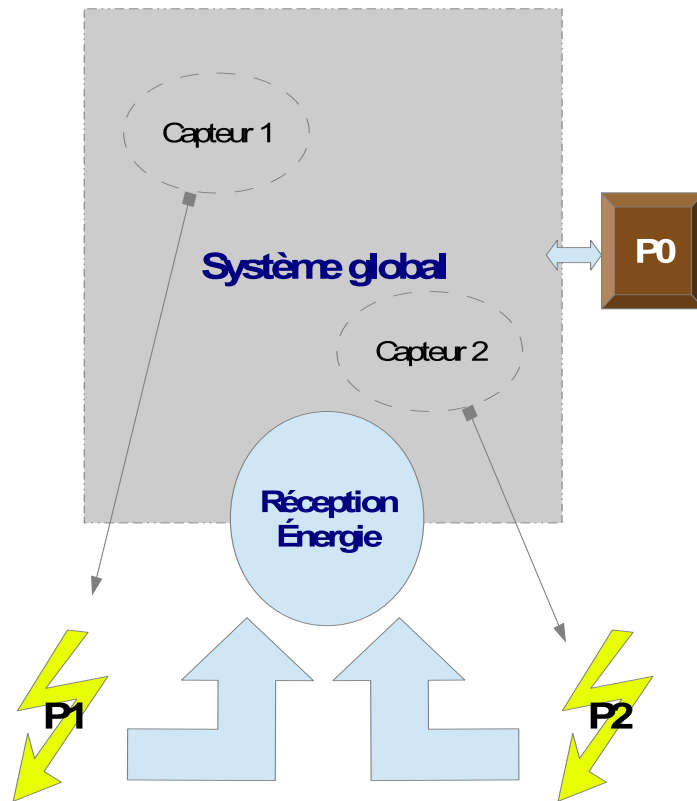 Capteur 1
Système global
P0
Capteur 2
Réception
Énergie
P1
P2